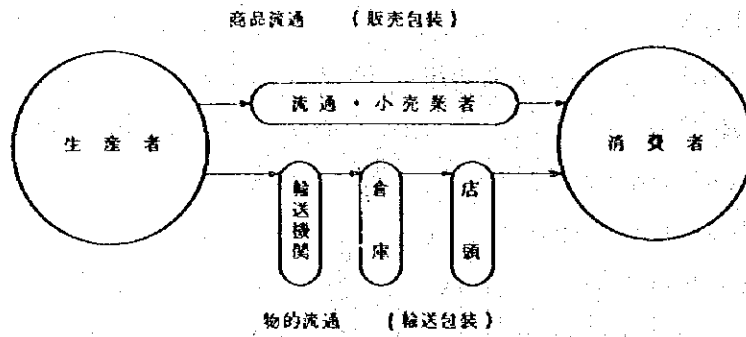 商品流通 (販売包装)
流通・小売業者
生産者
消費者
輸送機関
倉庫
店頭
物的流通 (輸送包装)